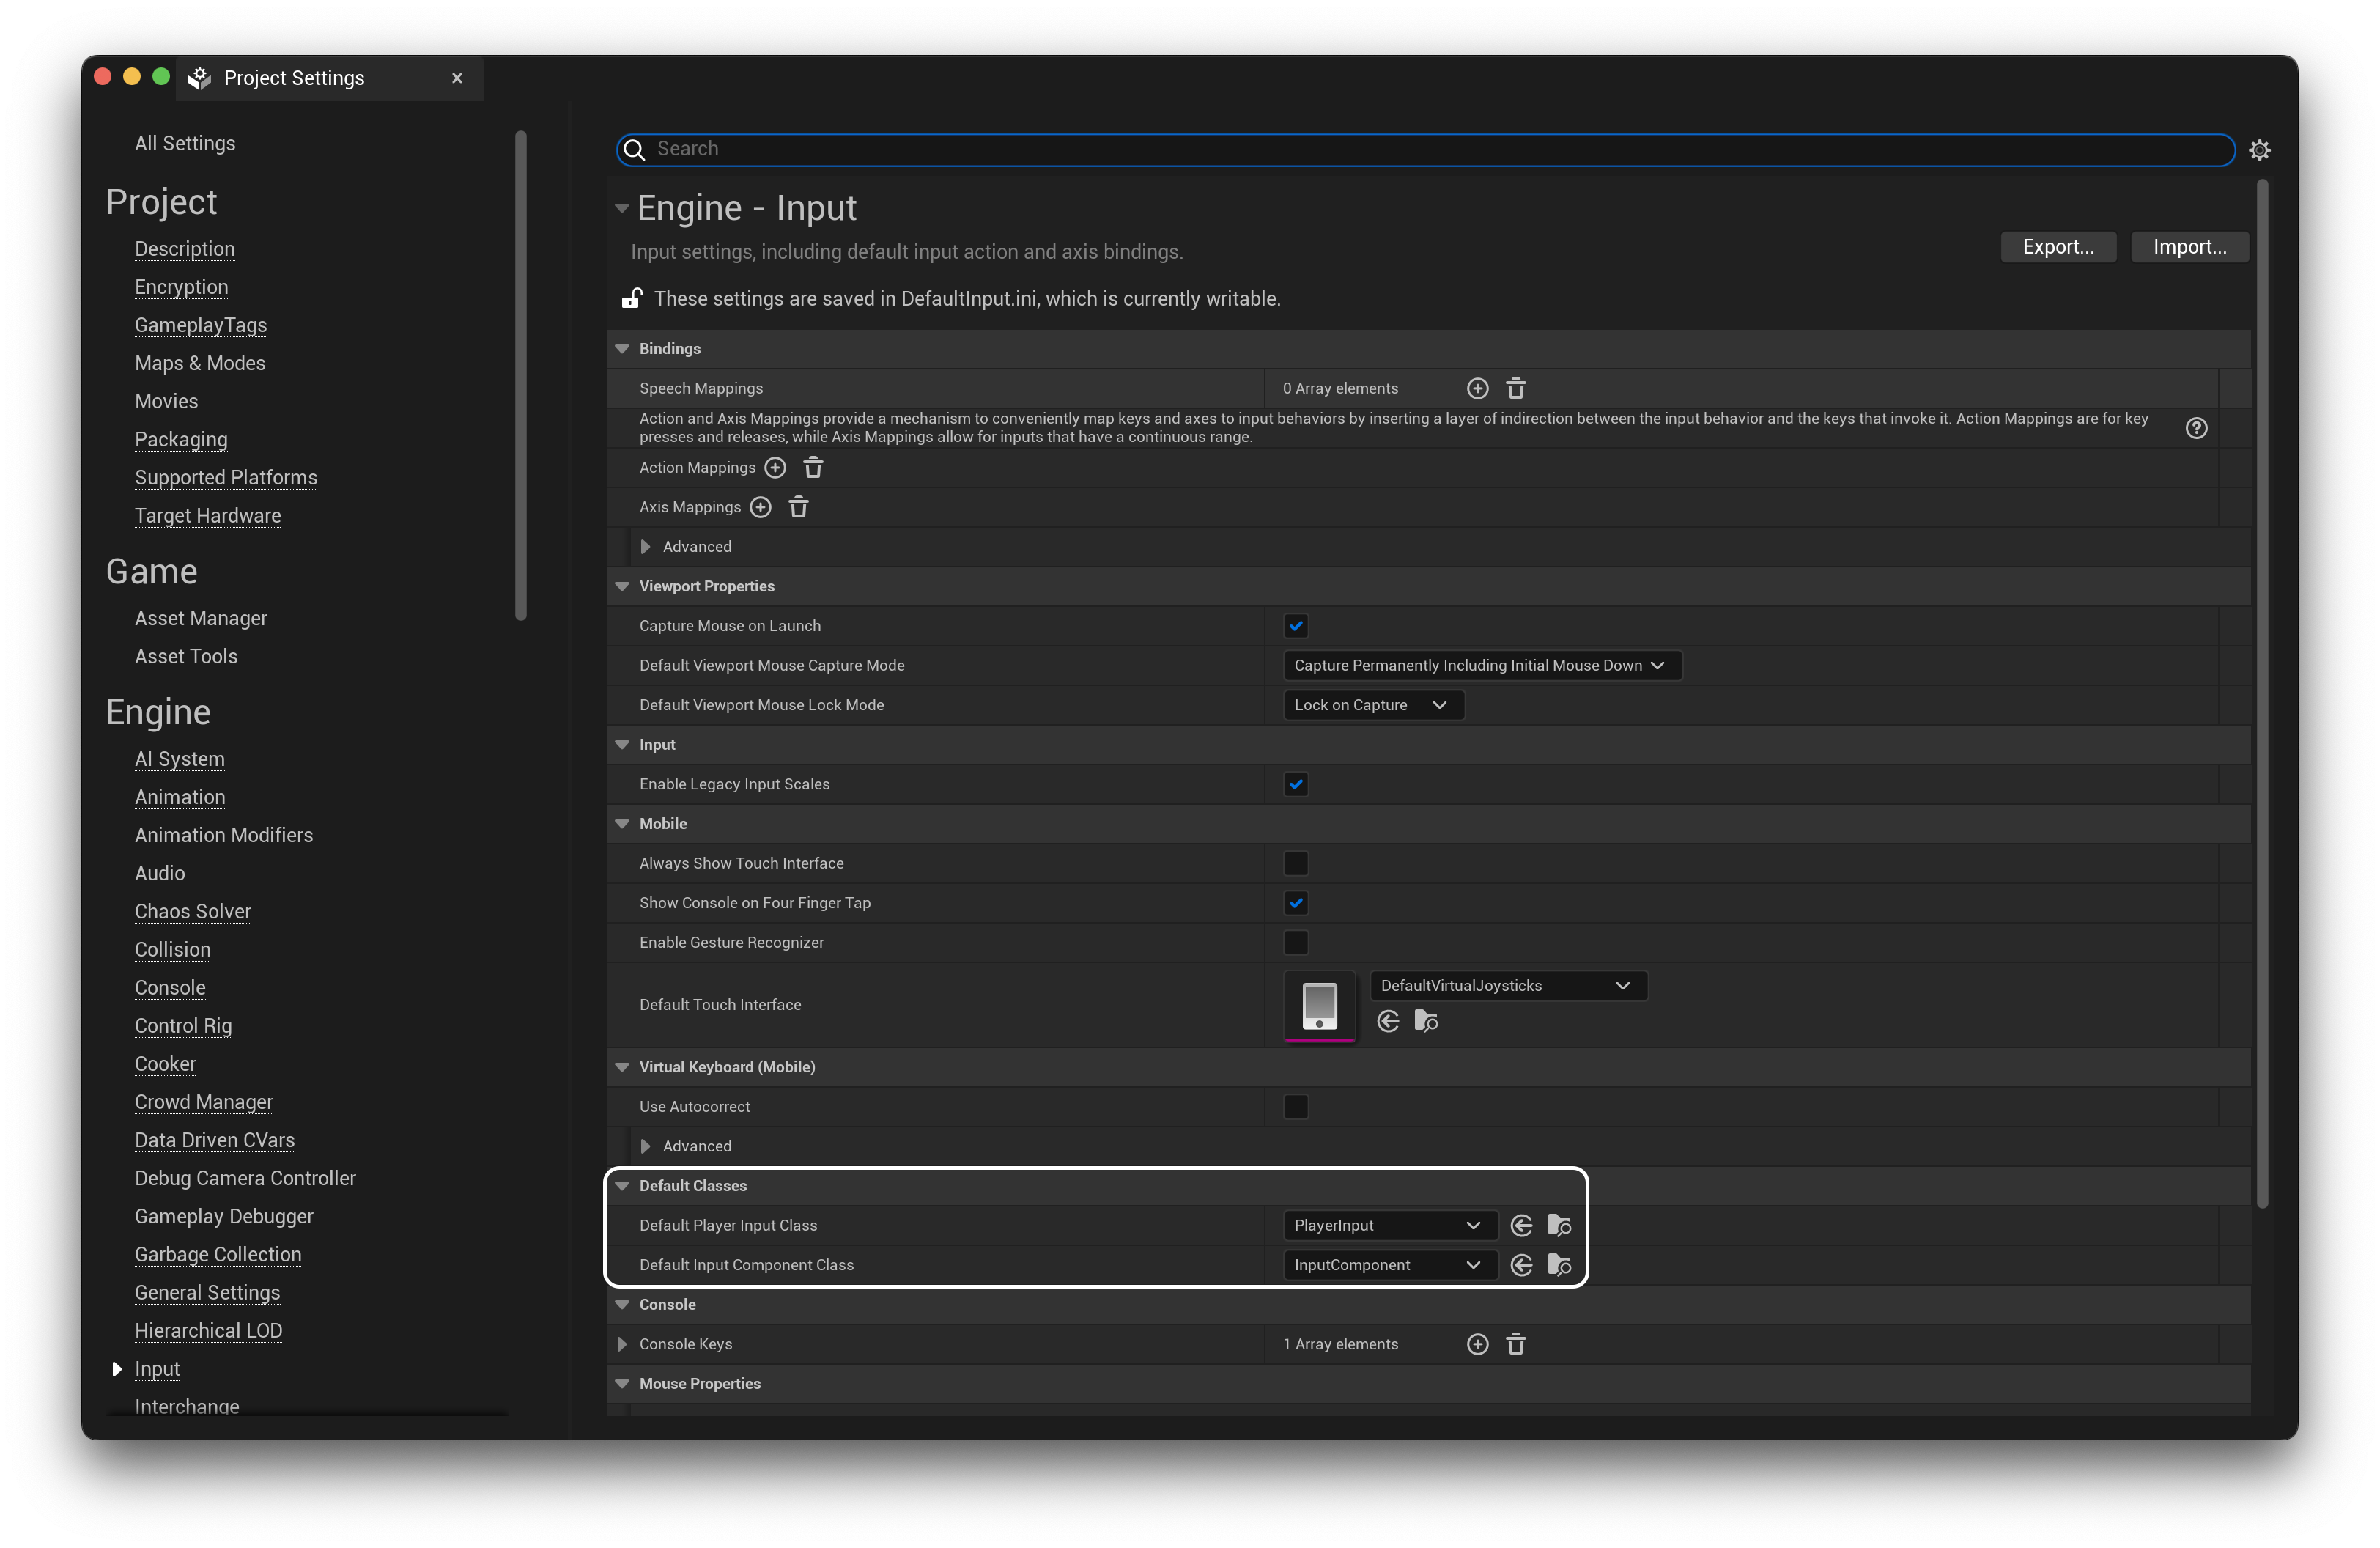 Project Settings
All Settings
Project
Description
Encryption
GameplayTags
Maps & Modes
Movies
Packaging
Supported Platforms
Target Hardware
Game
Asset Manager
Asset Tools
Engine
AI System
Animation
Animation Modifiers
Audio
Chaos Solver
Collision
Console
Control Rig
Cooker
Crowd Manager
Data Driven CVars
Debug Camera Controller
Gameplay Debugger
Garbage Collection
General Settings
Hierarchical LOD
Input
Interchange
Search
Engine - Input
Input settings, including default input action and axis bindings.
Export...
Import...
These settings are saved in DefaultInput.ini, which is currently writable.
Bindings
Speech Mappings
0 Array elements
Action and Axis Mappings provide a mechanism to conveniently map keys and axes to input behaviors by inserting a layer of indirection between the input behavior and the keys that invoke it. Action Mappings are for key
presses and releases, while Axis Mappings allow for inputs that have a continuous range.
Action Mappings
Axis Mappings
Advanced
Viewport Properties
Capture Mouse on Launch
Default Viewport Mouse Capture Mode
Capture Permanently Including Initial Mouse Down
Default Viewport Mouse Lock Mode
Lock on Capture
Input
Enable Legacy Input Scales
Mobile
Always Show Touch Interface
Show Console on Four Finger Tap
Enable Gesture Recognizer
Default Touch Interface
DefaultVirtualJoysticks
Virtual Keyboard (Mobile)
Use Autocorrect
Advanced
Default Classes
Default Player Input Class
PlayerInput
Default Input Component Class
InputComponent
Console
Console Keys
1 Array elements
Mouse Properties